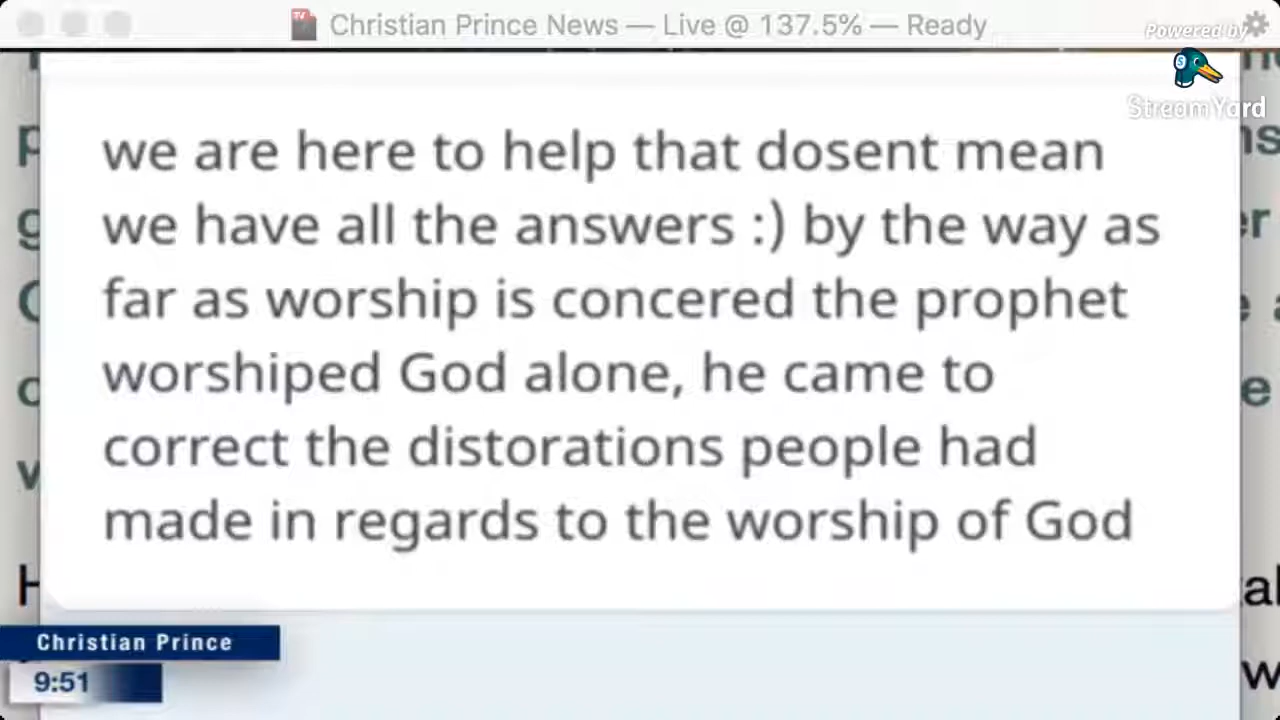 Christian Prince News — Live @ 137.5% — Ready
Powered by
StreamYard
we are here to help that dosent mean
we have all the answers :) by the way as
far as worship is concered the prophet
worshiped God alone, he came to
correct the distorations people had
made in regards to the worship of God
Christian Prince
9:51